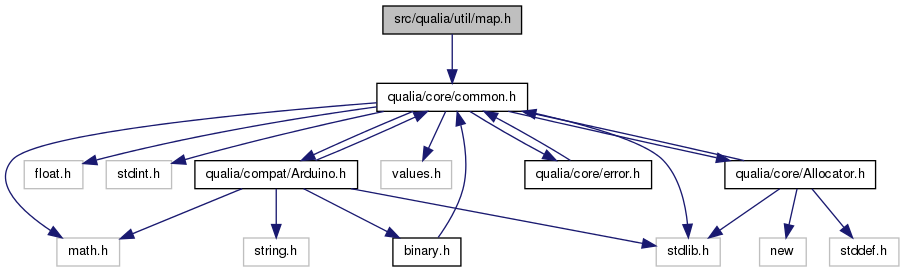 src/qualia/util/map.h
qualia/core/common.h
float.h
stdint.h
qualia/compat/Arduino.h
values.h
qualia/core/error.h
qualia/core/Allocator.h
math.h
string.h
binary.h
stdlib.h
new
stddef.h